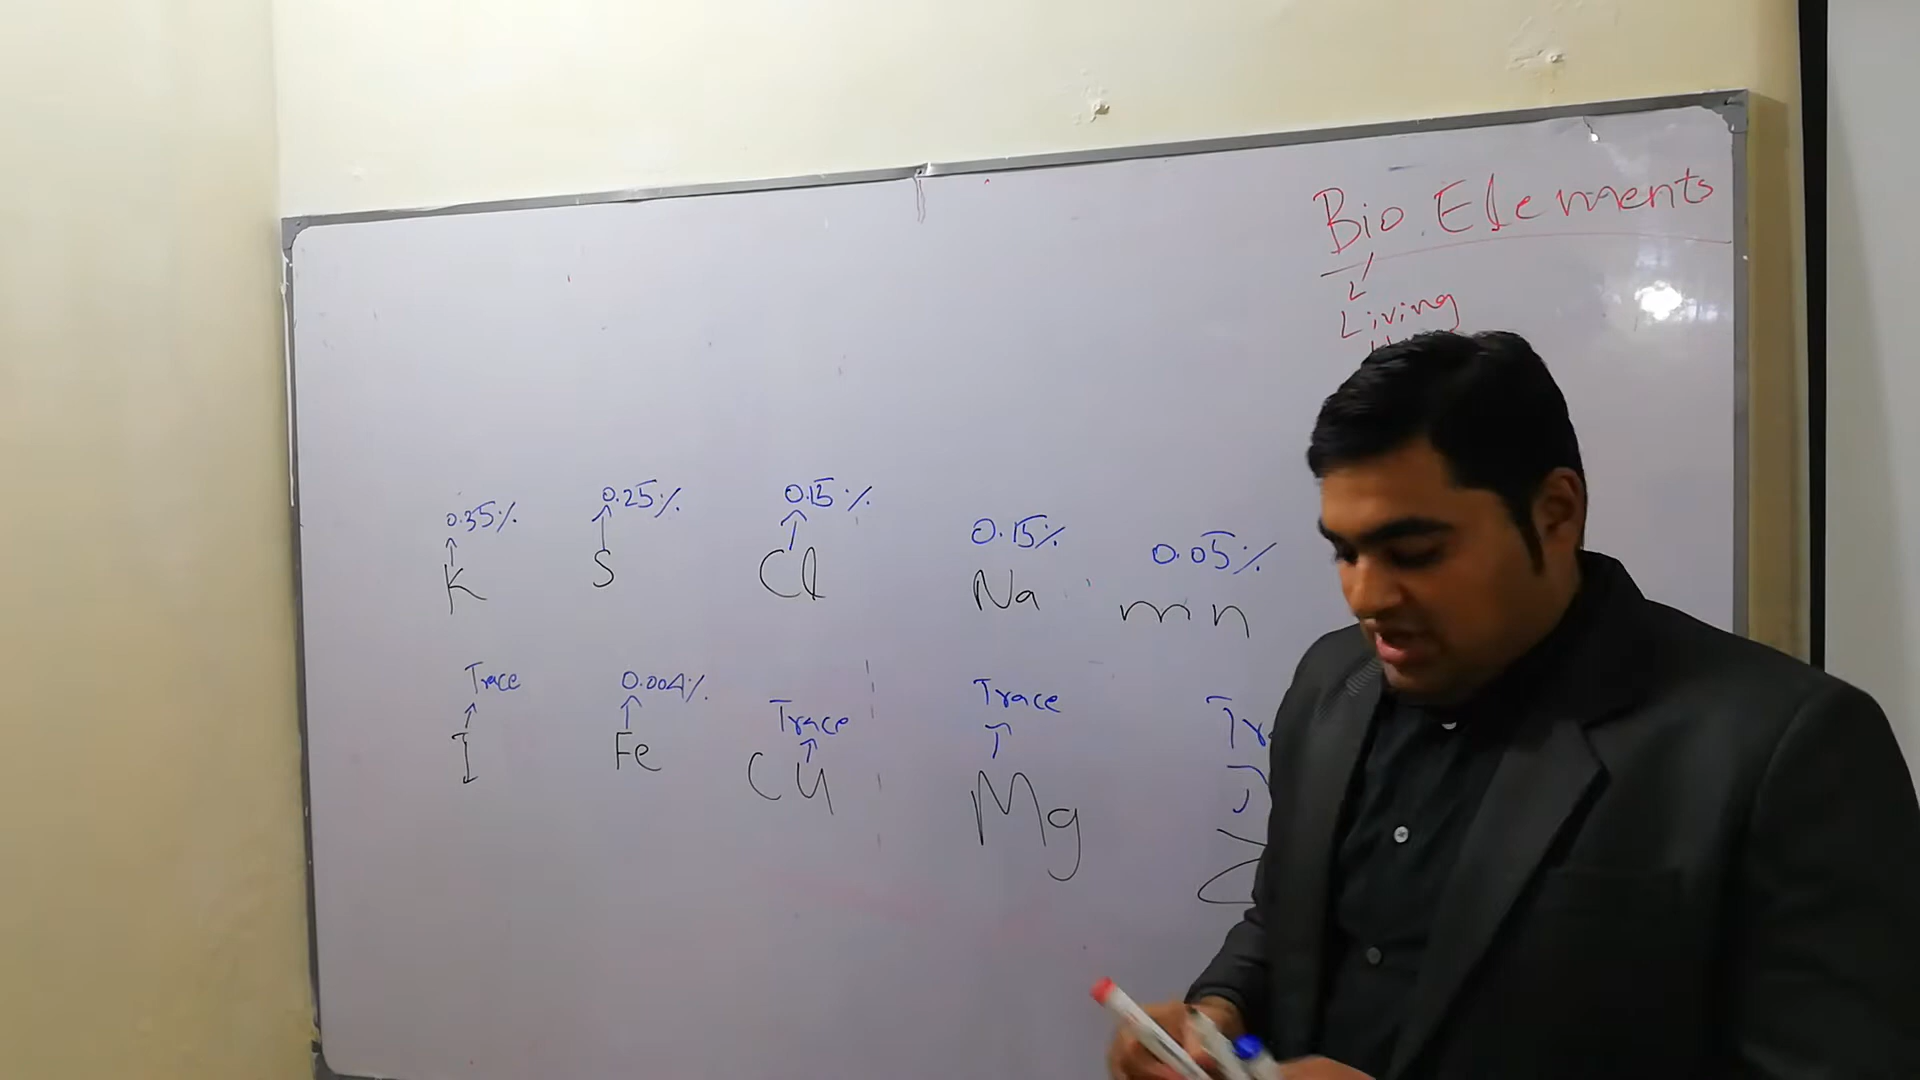 Bio Elements
Living
0.35% 0.25% 0.15% 0.15% 0.05%
K S Cl Na mn
Trace 0.004% Trace Trace
I Fe Cu Mg